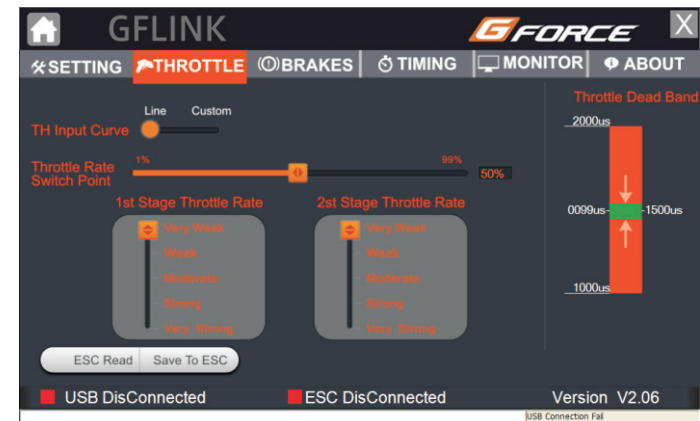 GFLINK
G FORCE
X
SETTING THROTTLE BRAKES TIMING MONITOR ABOUT
Line Custom
TH Input Curve
Throttle Rate
Switch Point
1% 99%
50%
1st Stage Throttle Rate
Very Weak
Weak
Moderate
Strong
Very Strong
2st Stage Throttle Rate
Very Weak
Weak
Moderate
Strong
Very Strong
Throttle Dead Band
2000us
0099us- -1500us
1000us
ESC Read Save To ESC
USB DisConnected ESC DisConnected Version V2.06
USB Connection Fail